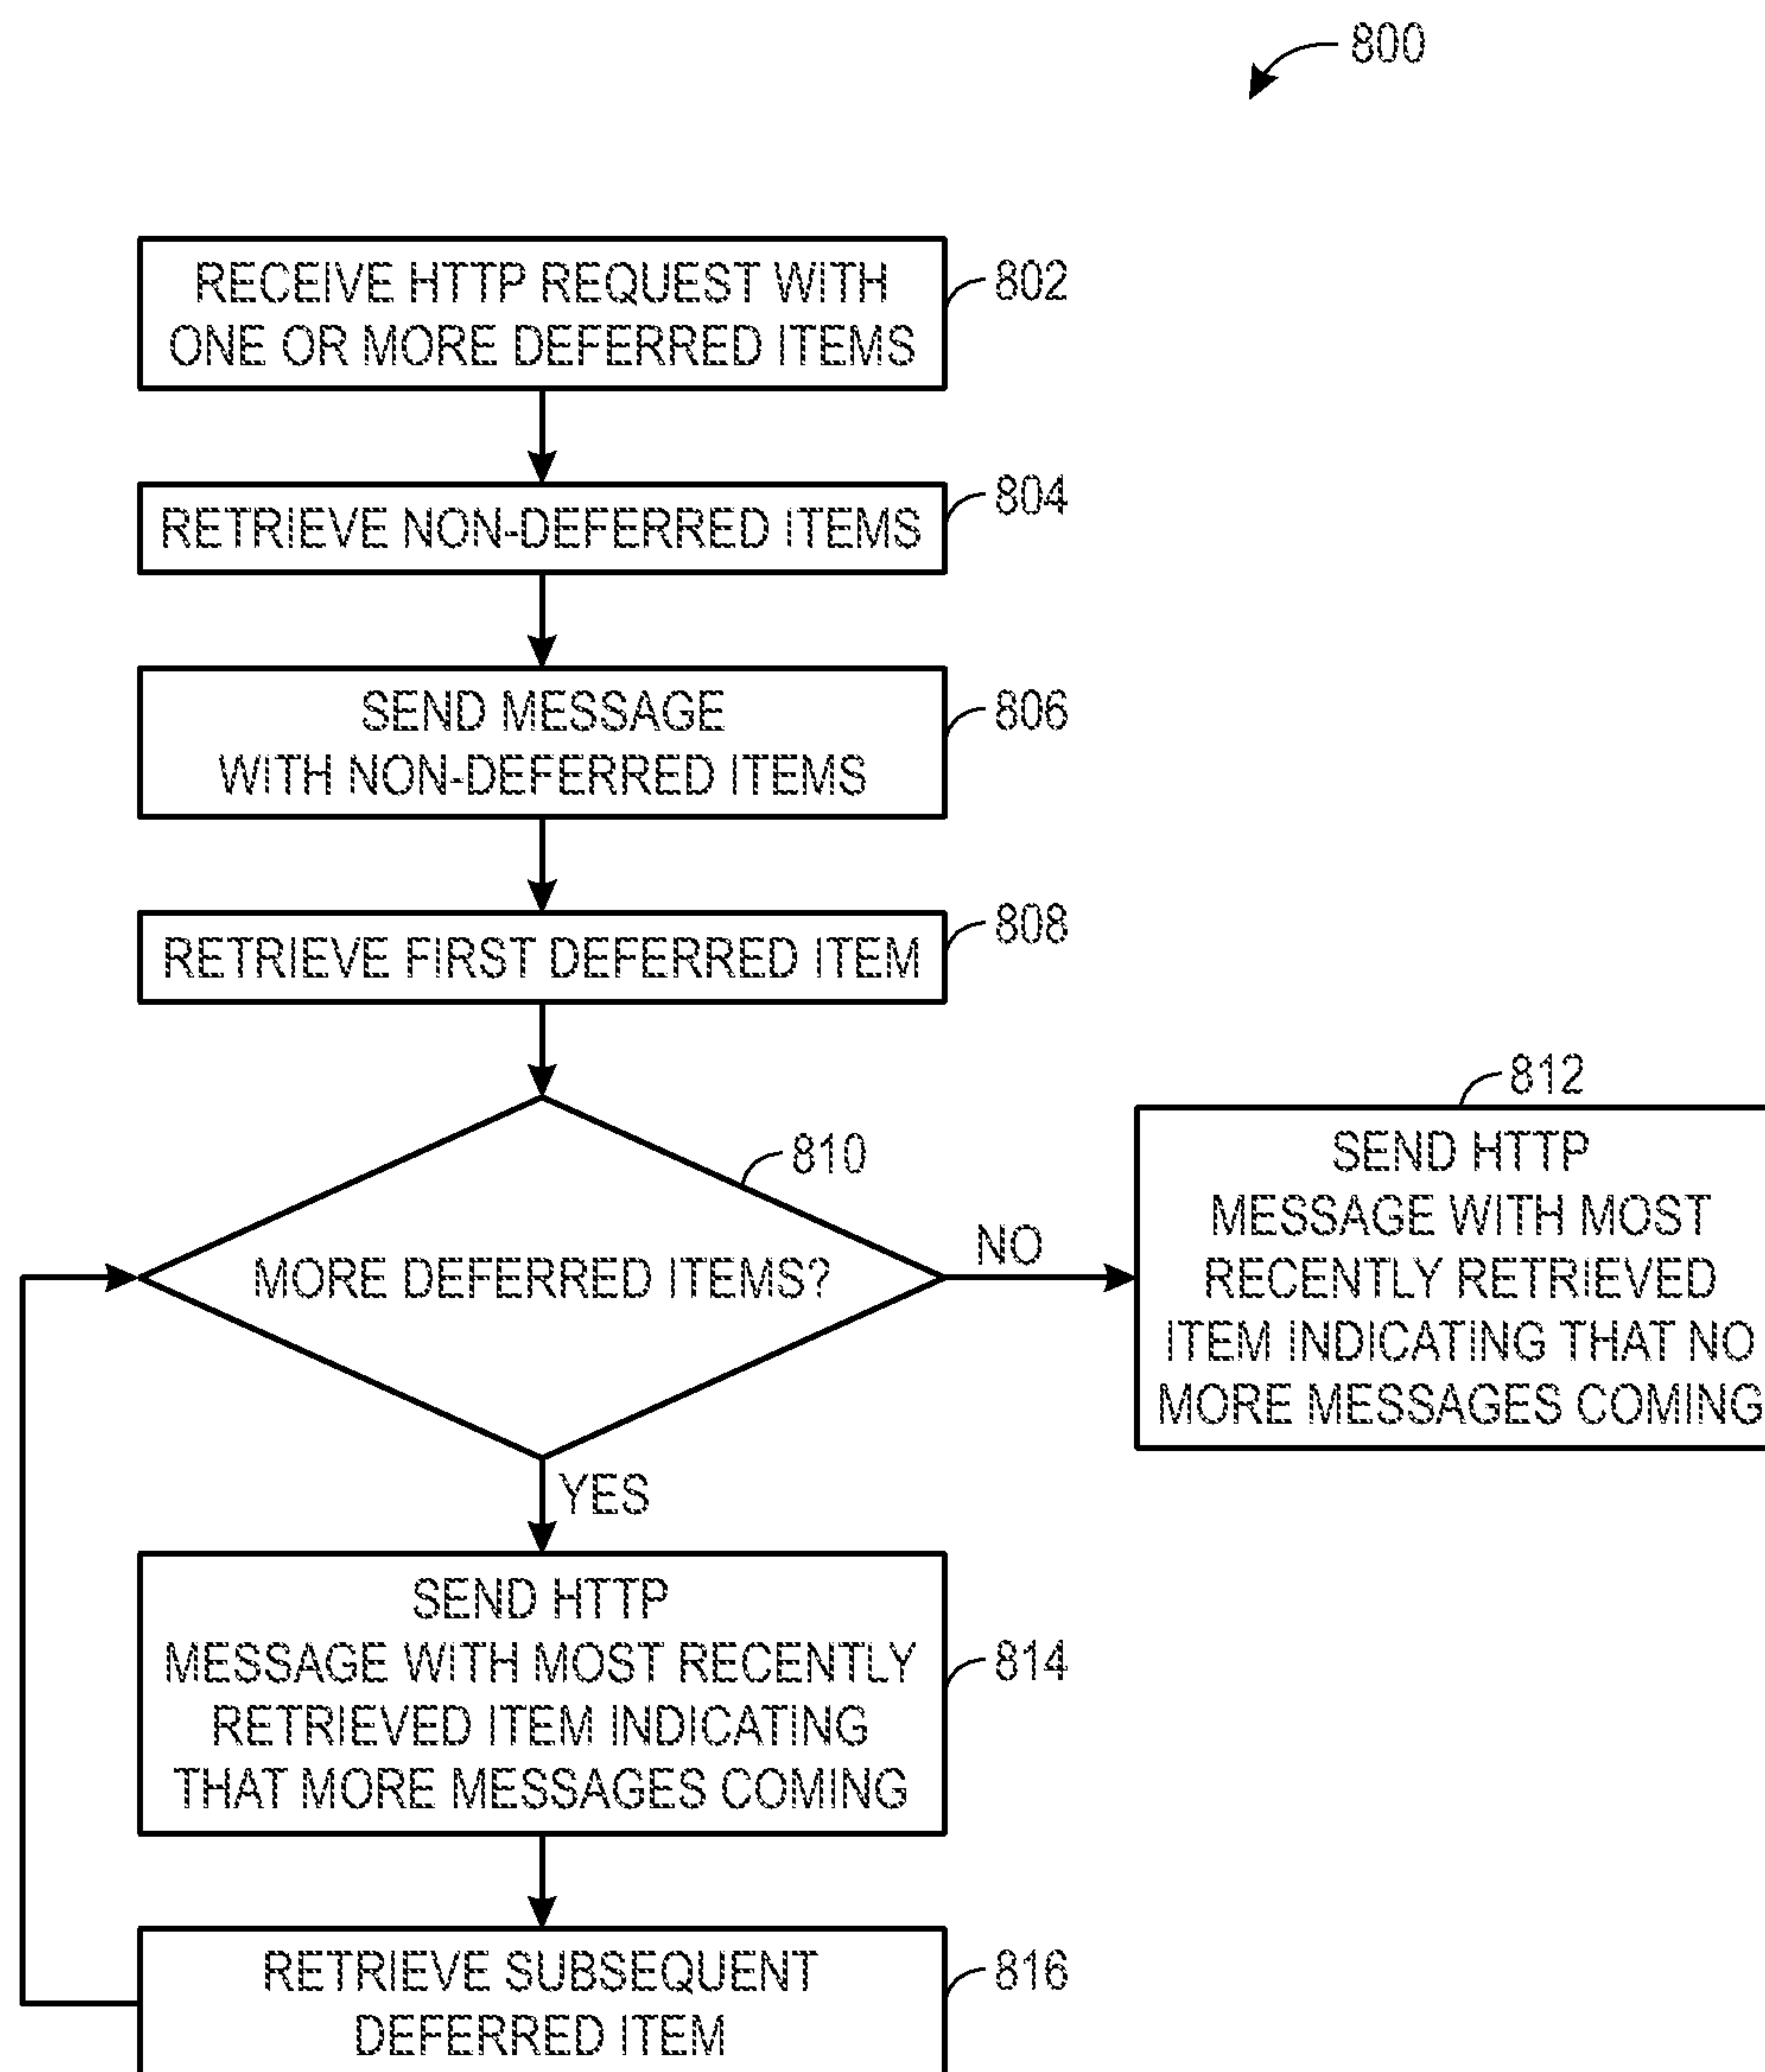 800
RECEIVE HTTP REQUEST WITH
ONE OR MORE DEFERRED ITEMS
802
RETRIEVE NON-DEFERRED ITEMS
804
SEND MESSAGE
WITH NON-DEFERRED ITEMS
806
RETRIEVE FIRST DEFERRED ITEM
808
MORE DEFERRED ITEMS?
810
NO
812
SEND HTTP
MESSAGE WITH MOST
RECENTLY RETRIEVED
ITEM INDICATING THAT NO
MORE MESSAGES COMING
YES
SEND HTTP
MESSAGE WITH MOST RECENTLY
RETRIEVED ITEM INDICATING
THAT MORE MESSAGES COMING
814
RETRIEVE SUBSEQUENT
DEFERRED ITEM
816